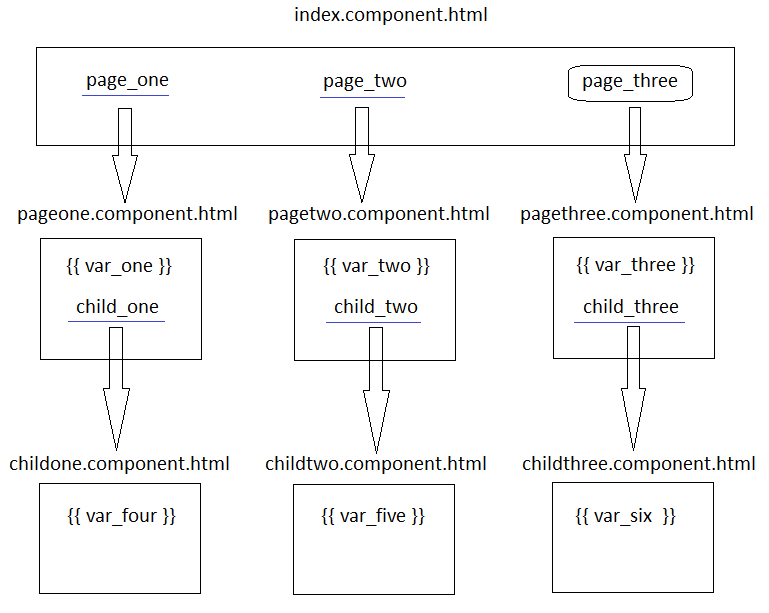 index.component.html
page_one page_two page_three
pageone.component.html pagetwo.component.html pagethree.component.html
{{ var_one }} {{ var_two }} {{ var_three }}
child_one child_two child_three
childone.component.html childtwo.component.html childthree.component.html
{{ var_four }} {{ var_five }} {{ var_six  }}